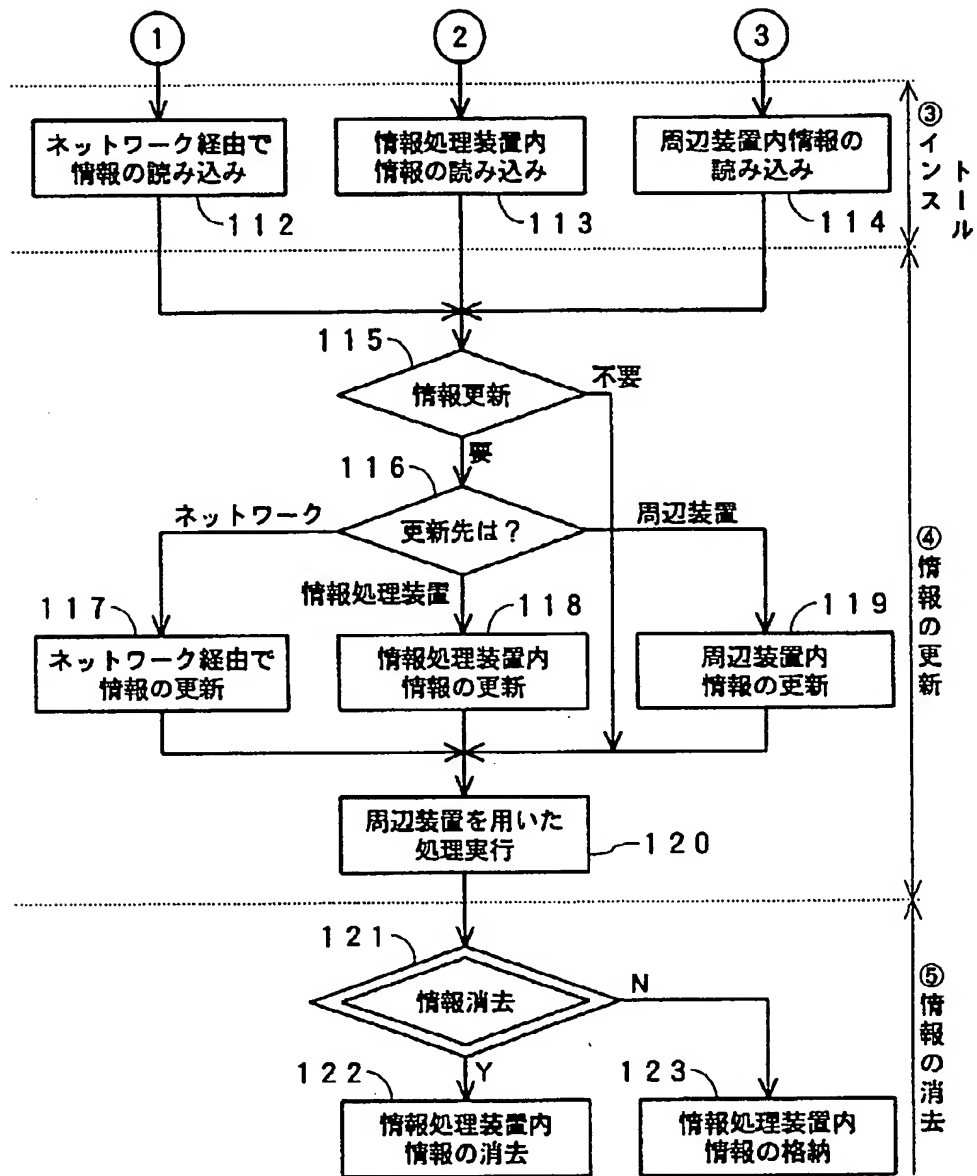 1
2
3
ネットワーク経由で
情報の読み込み
112
情報処理装置内
情報の読み込み
113
周辺装置内情報の
読み込み
114
③インストール
115
情報更新
不要
要
116
更新先は？
ネットワーク
周辺装置
情報処理装置
117
ネットワーク経由で
情報の更新
118
情報処理装置内
情報の更新
119
周辺装置内
情報の更新
④情報の更新
周辺装置を用いた
処理実行
120
121
情報消去
N
Y
122
情報処理装置内
情報の消去
123
情報処理装置内
情報の格納
⑤情報の消去